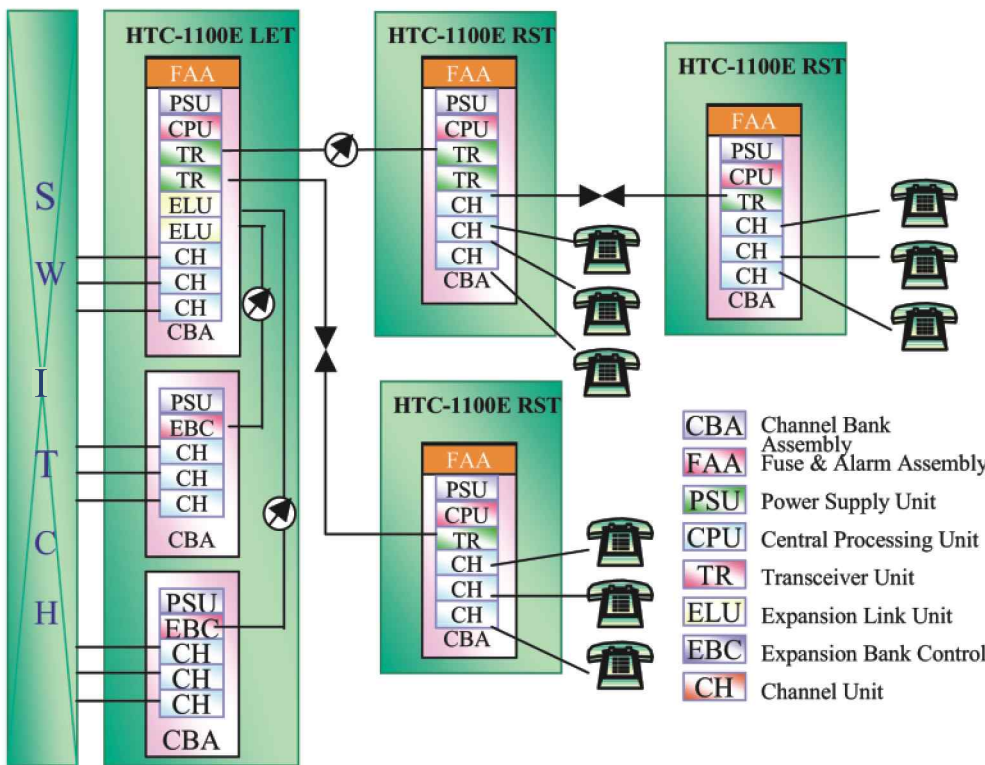 S
W
I
T
C
H
HTC-1100E LET
FAA
PSU
CPU
TR
TR
ELU
ELU
CH
CH
CH
CBA
PSU
EBC
CH
CH
CH
CBA
PSU
EBC
CH
CH
CH
CBA
HTC-1100E RST
FAA
PSU
CPU
TR
TR
CH
CH
CH
CBA
HTC-1100E RST
FAA
PSU
CPU
TR
CH
CH
CH
CBA
HTC-1100E RST
FAA
PSU
CPU
TR
CH
CH
CH
CBA
CBA Channel Bank
Assembly
FAA Fuse & Alarm Assembly
PSU Power Supply Unit
CPU Central Processing Unit
TR Transceiver Unit
ELU Expansion Link Unit
EBC Expansion Bank Control
CH Channel Unit